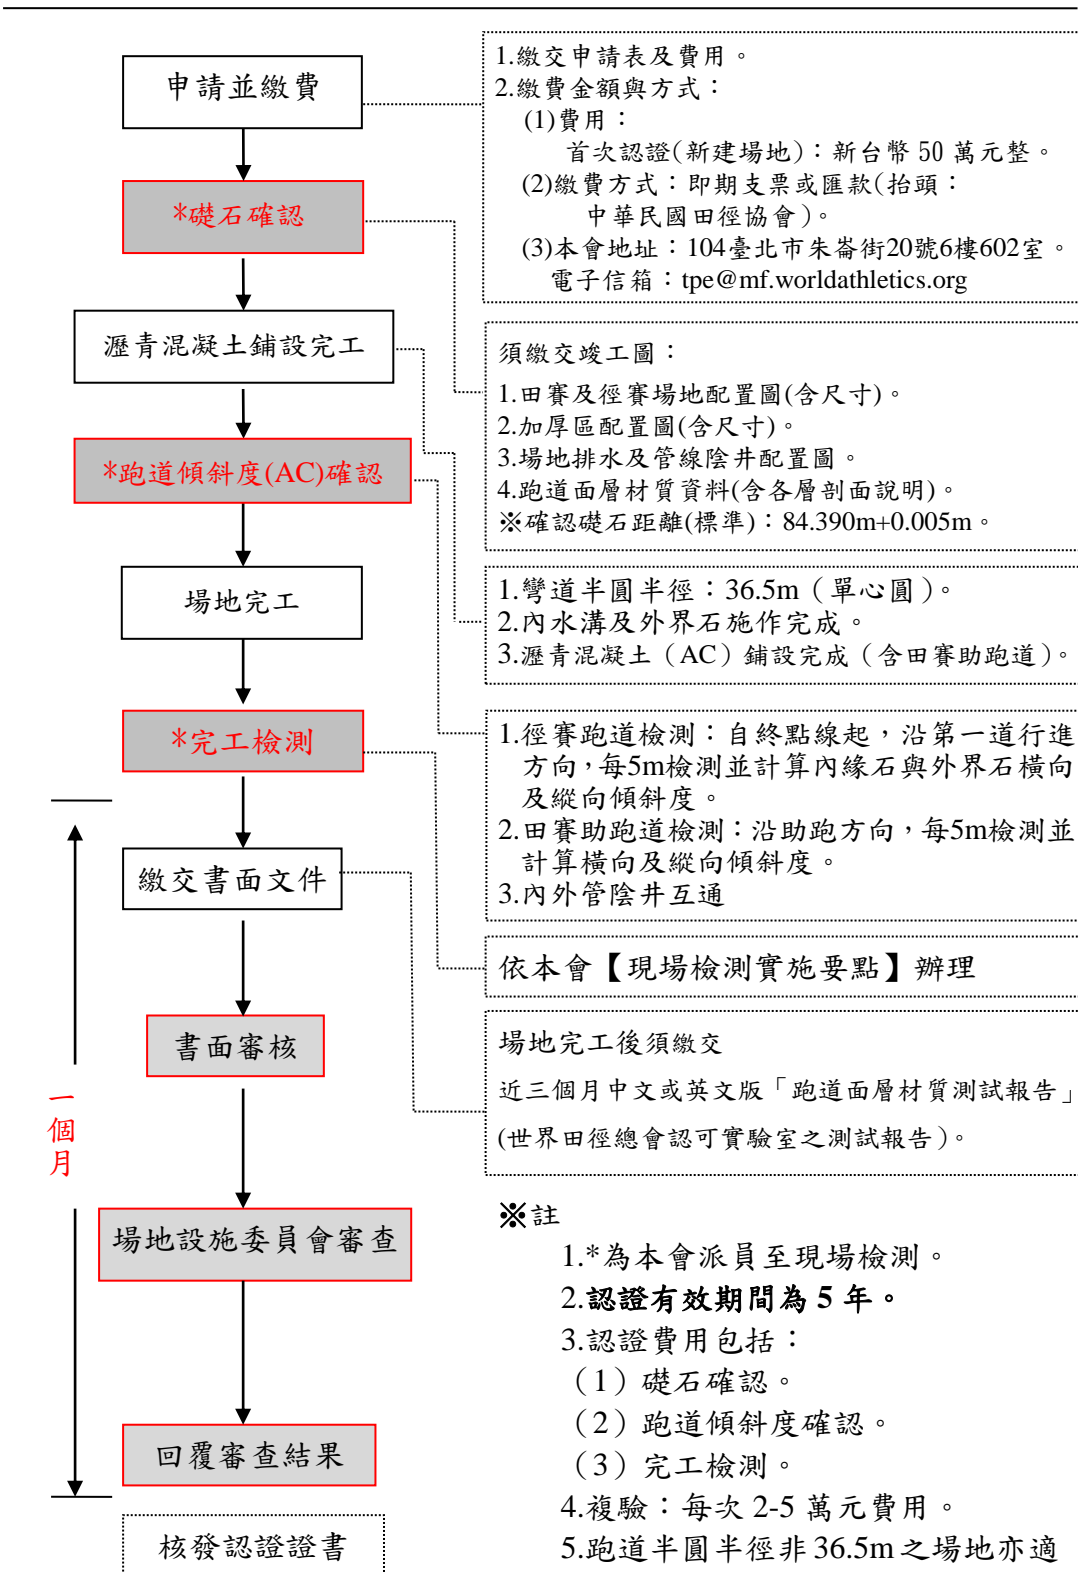 申請並繳費
*礎石確認
瀝青混凝土鋪設完工
*跑道傾斜度(AC)確認
場地完工
*完工檢測
繳交書面文件
書面審核
一個月
場地設施委員會審查
回覆審查結果
核發認證證書
1.繳交申請表及費用。
2.繳費金額與方式：
(1)費用：
首次認證(新建場地)：新台幣 50 萬元整。
(2)繳費方式：即期支票或匯款(抬頭：
中華民國田徑協會)。
(3)本會地址：104臺北市朱崙街20號6樓602室。
電子信箱：tpe@mf.worldathletics.org
須繳交竣工圖：
1.田賽及徑賽場地配置圖(含尺寸)。
2.加厚區配置圖(含尺寸)。
3.場地排水及管線陰井配置圖。
4.跑道面層材質資料(含各層剖面說明)。
※確認礎石距離(標準)：84.390m+0.005m。
1.彎道半圓半徑：36.5m（單心圓）。
2.內水溝及外界石施作完成。
3.瀝青混凝土（AC）鋪設完成（含田賽助跑道）。
1.徑賽跑道檢測：自終點線起，沿第一道行進
方向，每5m檢測並計算內緣石與外界石橫向
及縱向傾斜度。
2.田賽助跑道檢測：沿助跑方向，每5m檢測並
計算橫向及縱向傾斜度。
3.內外管陰井互通
依本會【現場檢測實施要點】辦理
場地完工後須繳交
近三個月中文或英文版「跑道面層材質測試報告」
(世界田徑總會認可實驗室之測試報告)。
※註
1.*為本會派員至現場檢測。
2.認證有效期間為 5 年。
3.認證費用包括：
（1）礎石確認。
（2）跑道傾斜度確認。
（3）完工檢測。
4.複驗：每次 2-5 萬元費用。
5.跑道半圓半徑非 36.5m 之場地亦適